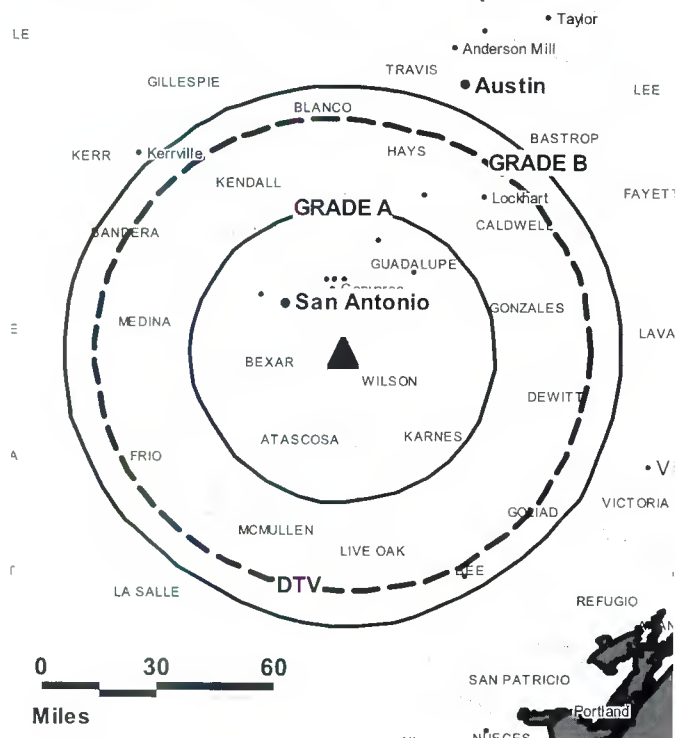 Taylor
LE
Anderson Mill
TRAVIS
GILLESPIE
Austin
LEE
BLANCO
BASTROP
KERR
Kerrville
HAYS
GRADE B
KENDALL
Lockhart
FAYETT
GRADE A
CALDWELL
BANDERA
GUADALUPE
San Antonio
GONZALES
MEDINA
E
LAVA
BEXAR
WILSON
DEWITT
ATASCOSA
KARNES
FRIO
A
V
VICTORIA
GOLIAD
MCMULLEN
LIVE OAK
BEE
DTV
LA SALLE
REFUGIO
0 30 60
SAN PATRICIO
Miles
Portland
NUECES